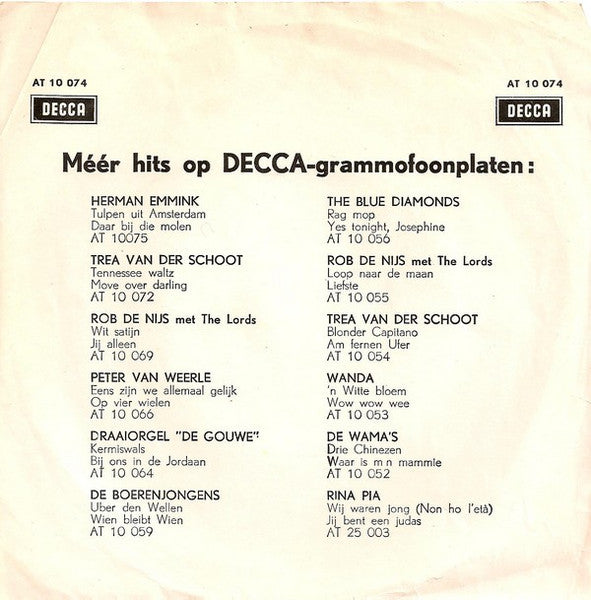 AT 10 074
DECCA
AT 10 074
DECCA
Méér hits op DECCA-grammofoonplaten:
HERMAN EMMINK
Tulpen uit Amsterdam
Daar bij die molen
AT 10075
TREA VAN DER SCHOOT
Tennessee waltz
Move over darling
AT 10 072
ROB DE NIJS met The Lords
Wit satijn
Jij alleen
AT 10 069
PETER VAN WEERLE
Eens zijn we allemaal gelijk
Op vier wielen
AT 10 066
DRAAIORGEL "DE GOUWE"
Kermiswals
Bij ons in de Jordaan
AT 10 064
DE BOERENJONGENS
Uber den Wellen
Wien bleibt Wien
AT 10 059
THE BLUE DIAMONDS
Rag mop
Yes tonight, Josephine
AT 10 056
ROB DE NIJS met The Lords
Loop naar de maan
Liefste
AT 10 055
TREA VAN DER SCHOOT
Blonder Capitano
Am fernen Ufer
AT 10 054
WANDA
'n Witte bloem
Wow wow wee
AT 10 053
DE WAMA'S
Drie Chinezen
Waar is m n mammie
AT 10 052
RINA PIA
Wij waren jong (Non ho l'età)
Jij bent een judas
AT 25 003